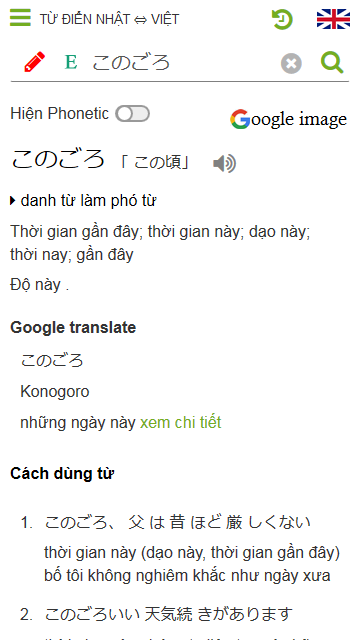 TỪ ĐIỂN NHẬT ⇔ VIỆT
E このごろ
Hiện Phonetic
Google image
このごろ 「 この頃」
danh từ làm phó từ
Thời gian gần đây; thời gian này; dạo này;
thời nay; gần đây
Độ này .
Google translate
このごろ
Konogoro
những ngày này xem chi tiết
Cách dùng từ
1. このごろ、 父 は 昔 ほど 厳 しくない
thời gian này (dạo này, thời gian gần đây)
bố tôi không nghiêm khắc như ngày xưa
2. このごろいい 天気続 きがあります